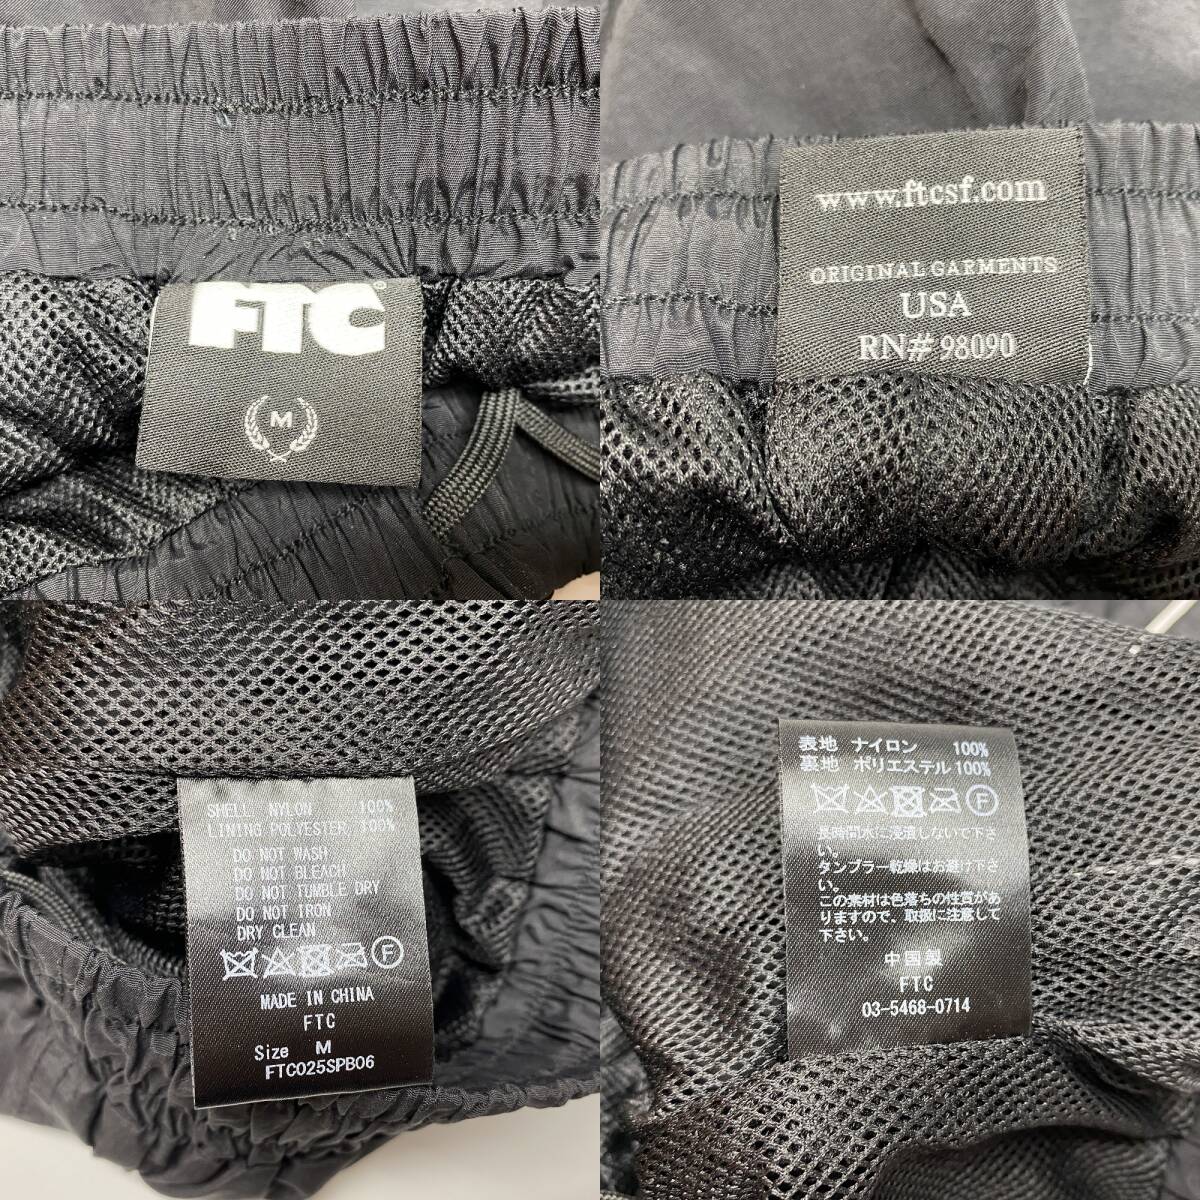 FTC®
M
www.ftcsf.com
ORIGINAL GARMENTS
USA
RN# 98090
SHELL NYLON 100%
LINING POLYESTER 100%
DO NOT WASH
DO NOT BLEACH
DO NOT TUMBLE DRY
DO NOT IRON
DRY CLEAN
F
MADE IN CHINA
FTC
Size M
FTC025SPB06
表地 ナイロン 100%
裏地 ポリエステル 100%
F
長時間水に浸漬しないで下さ
い。
タンブラー乾燥はお避け下さ
い。
この素材は色落ちの性質があ
りますので、取扱に注意して
下さい。
中国製
FTC
03-5468-0714